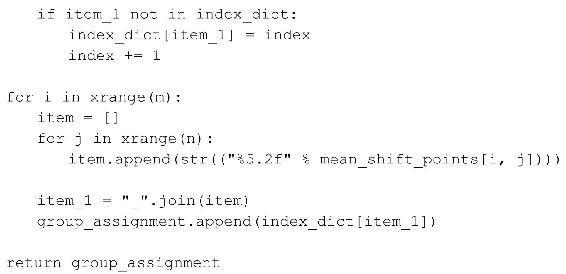 if item_1 not in index_dict:
index_dict[item_1] = index
index += 1
for i in xrange(m):
item = []
for j in xrange(n):
item.append(str(("%5.2f" % mean_shift_points[i, j])))
item_1 = "_".join(item)
group_assignment.append(index_dict[item_1])
return group_assignment